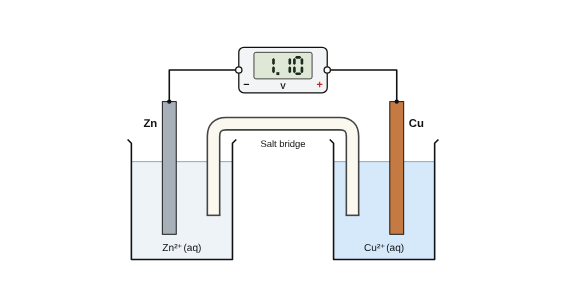 1.10
− V +
Zn
Cu
Salt bridge
Zn²⁺(aq)
Cu²⁺(aq)